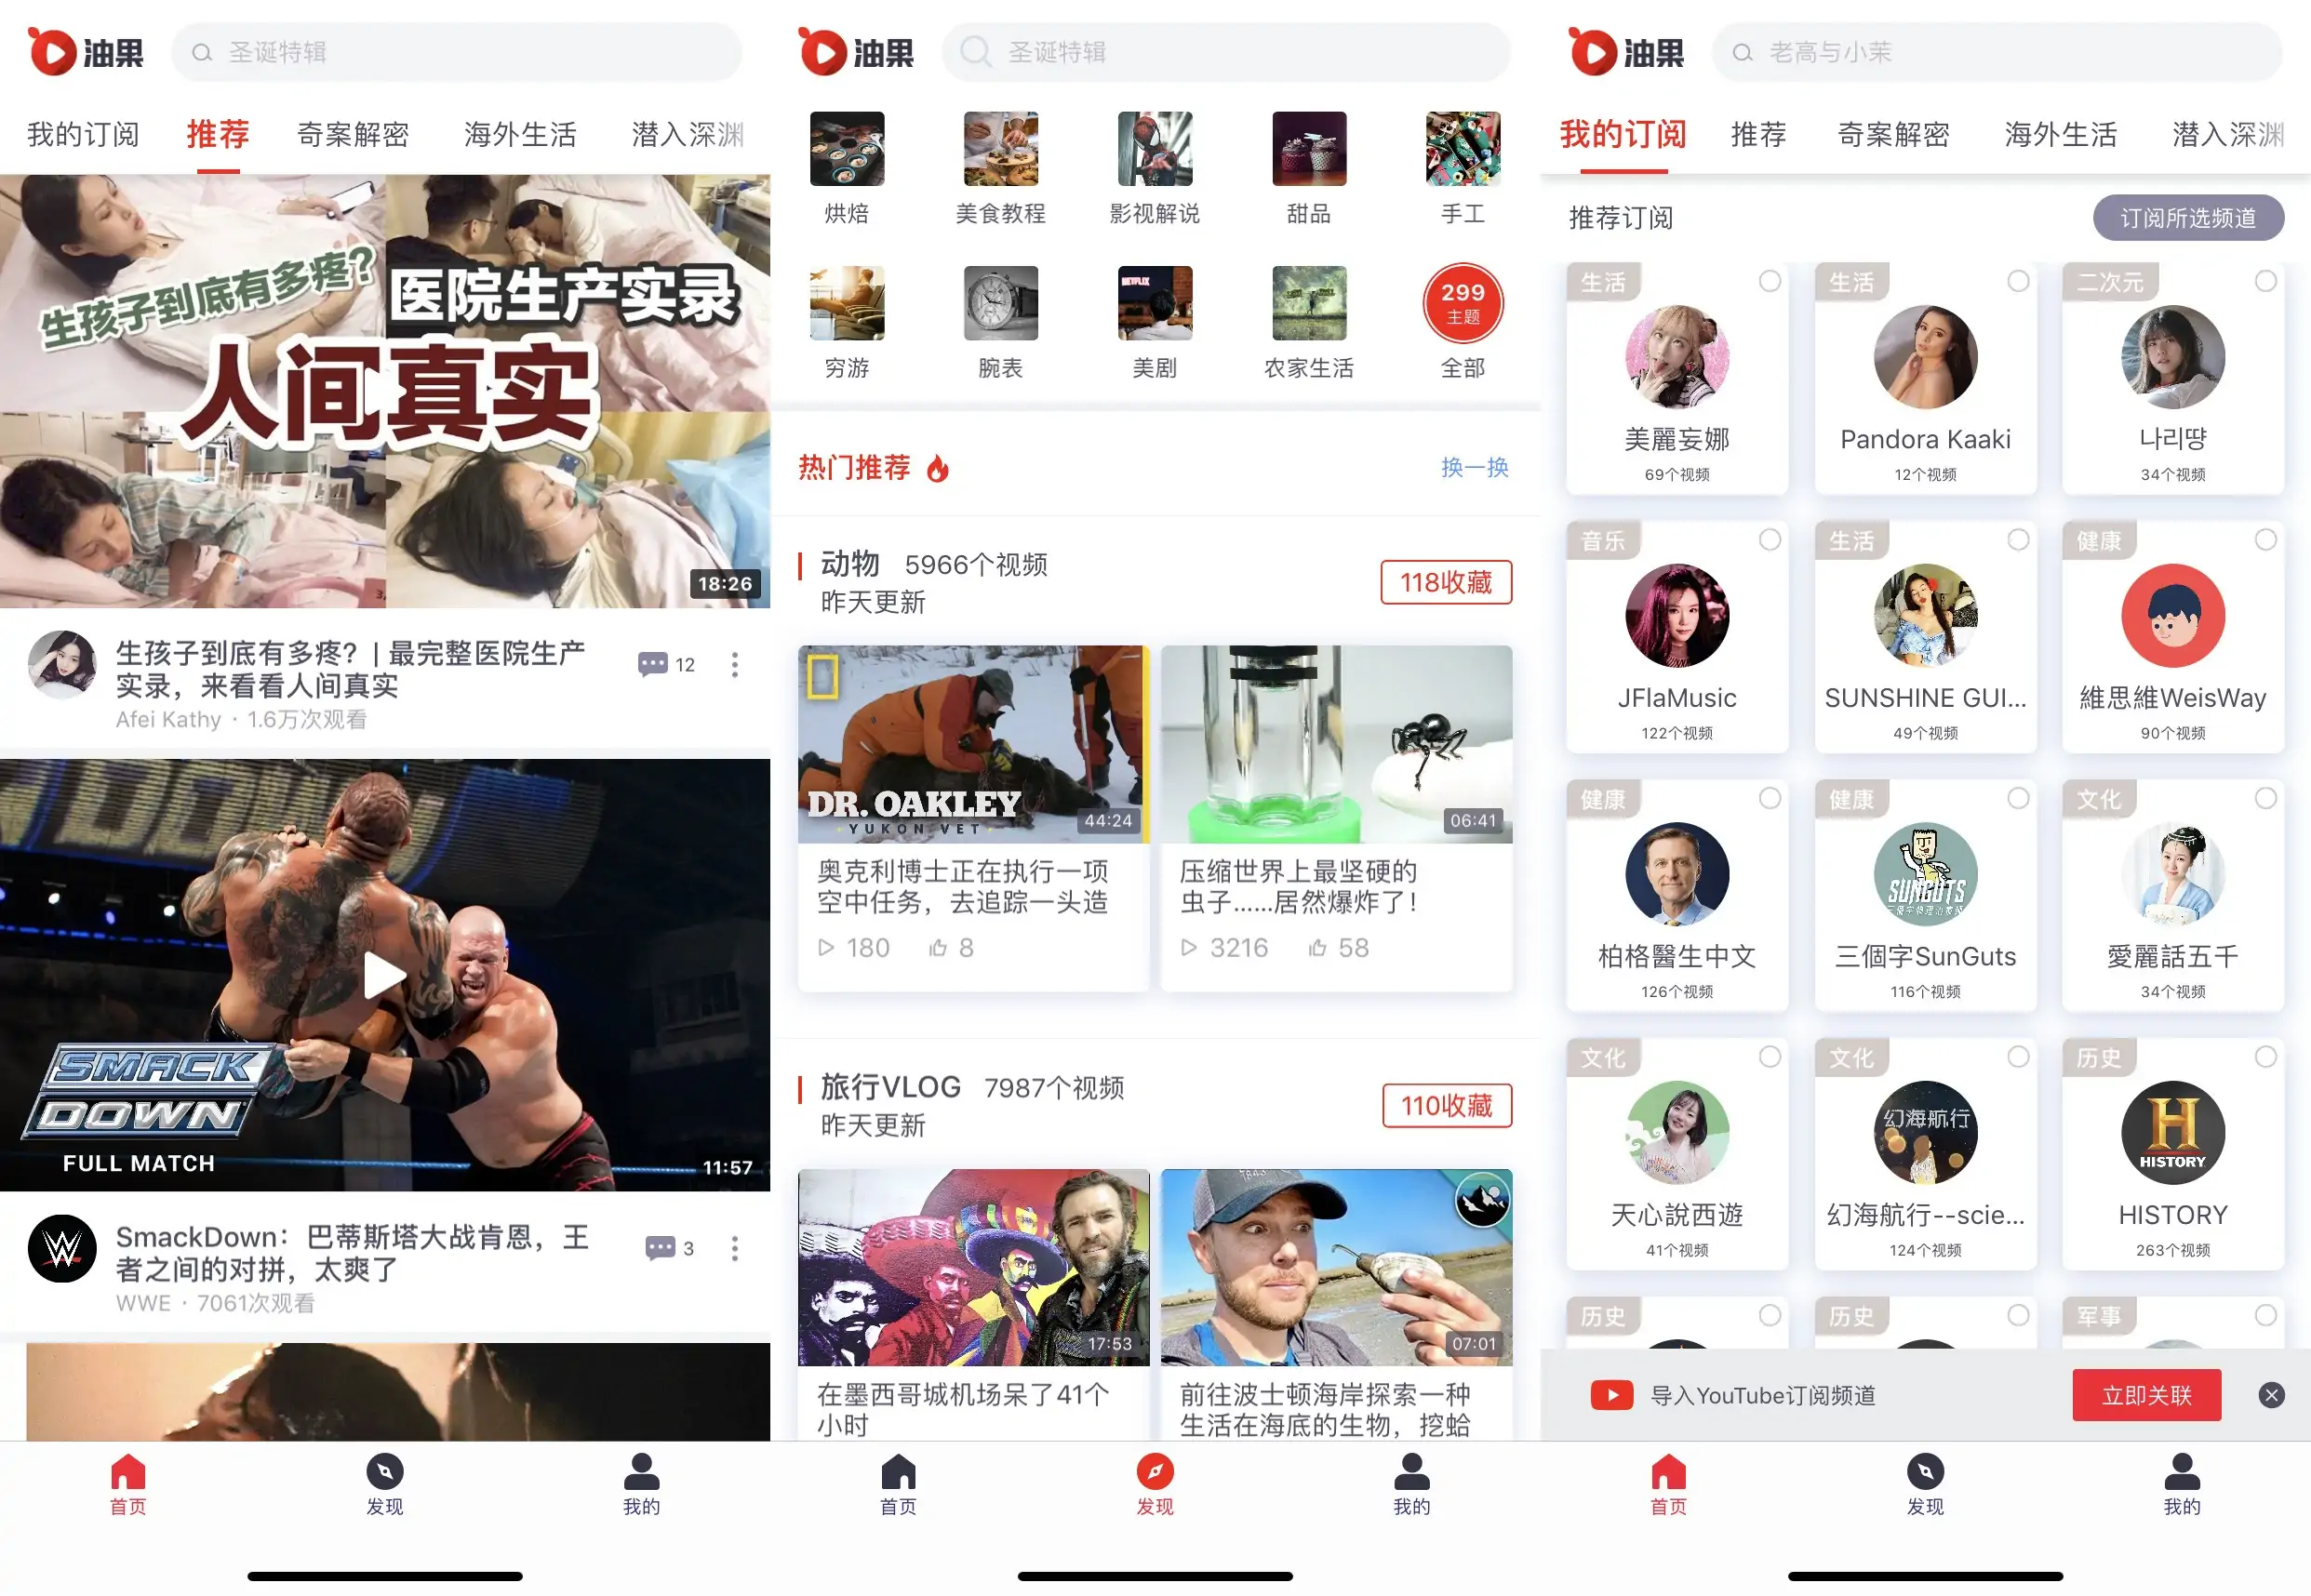 油果
圣诞特辑
我的订阅 推荐 奇案解密 海外生活 潜入深渊
生孩子到底有多疼？
医院生产实录
人间真实
18:26
生孩子到底有多疼？| 最完整医院生产
实录，来看看人间真实
12
Afei Kathy · 1.6万次观看
SMACK
DOWN
FULL MATCH
11:57
SmackDown：巴蒂斯塔大战肯恩，王
者之间的对拼，太爽了
3
WWE · 7061次观看
首页 发现 我的
油果
圣诞特辑
烘焙 美食教程 影视解说 甜品 手工
NETFLIX
299
主题
穷游 腕表 美剧 农家生活 全部
热门推荐
换一换
动物 5966个视频
昨天更新
118收藏
DR. OAKLEY
YUKON VET
44:24
06:41
奥克利博士正在执行一项
空中任务，去追踪一头造
180 8
压缩世界上最坚硬的
虫子......居然爆炸了！
3216 58
旅行VLOG 7987个视频
昨天更新
110收藏
17:53
07:01
在墨西哥城机场呆了41个
小时
前往波士顿海岸探索一种
生活在海底的生物，挖蛤
首页 发现 我的
油果
老高与小茉
我的订阅 推荐 奇案解密 海外生活 潜入深渊
推荐订阅
订阅所选频道
生活 生活 二次元
美麗妄娜 Pandora Kaaki 나리땽
69个视频 12个视频 34个视频
音乐 生活 健康
JFlaMusic SUNSHINE GUI... 維思維WeisWay
122个视频 49个视频 90个视频
健康 健康 文化
SUNGUTS
柏格醫生中文 三個字SunGuts 愛麗話五千
126个视频 116个视频 34个视频
文化 文化 历史
幻海航行
H
HISTORY
天心說西遊 幻海航行--scie... HISTORY
41个视频 124个视频 263个视频
历史 历史 军事
导入YouTube订阅频道
立即关联
首页 发现 我的